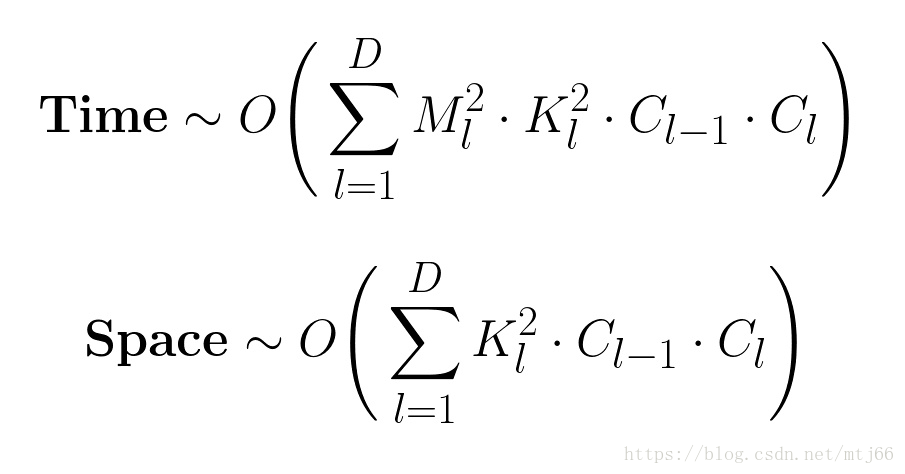 Time ∼ O(∑_{l=1}^{D} M_l^2 · K_l^2 · C_{l−1} · C_l)
Space ∼ O(∑_{l=1}^{D} K_l^2 · C_{l−1} · C_l)
https://blog.csdn.net/mtj66